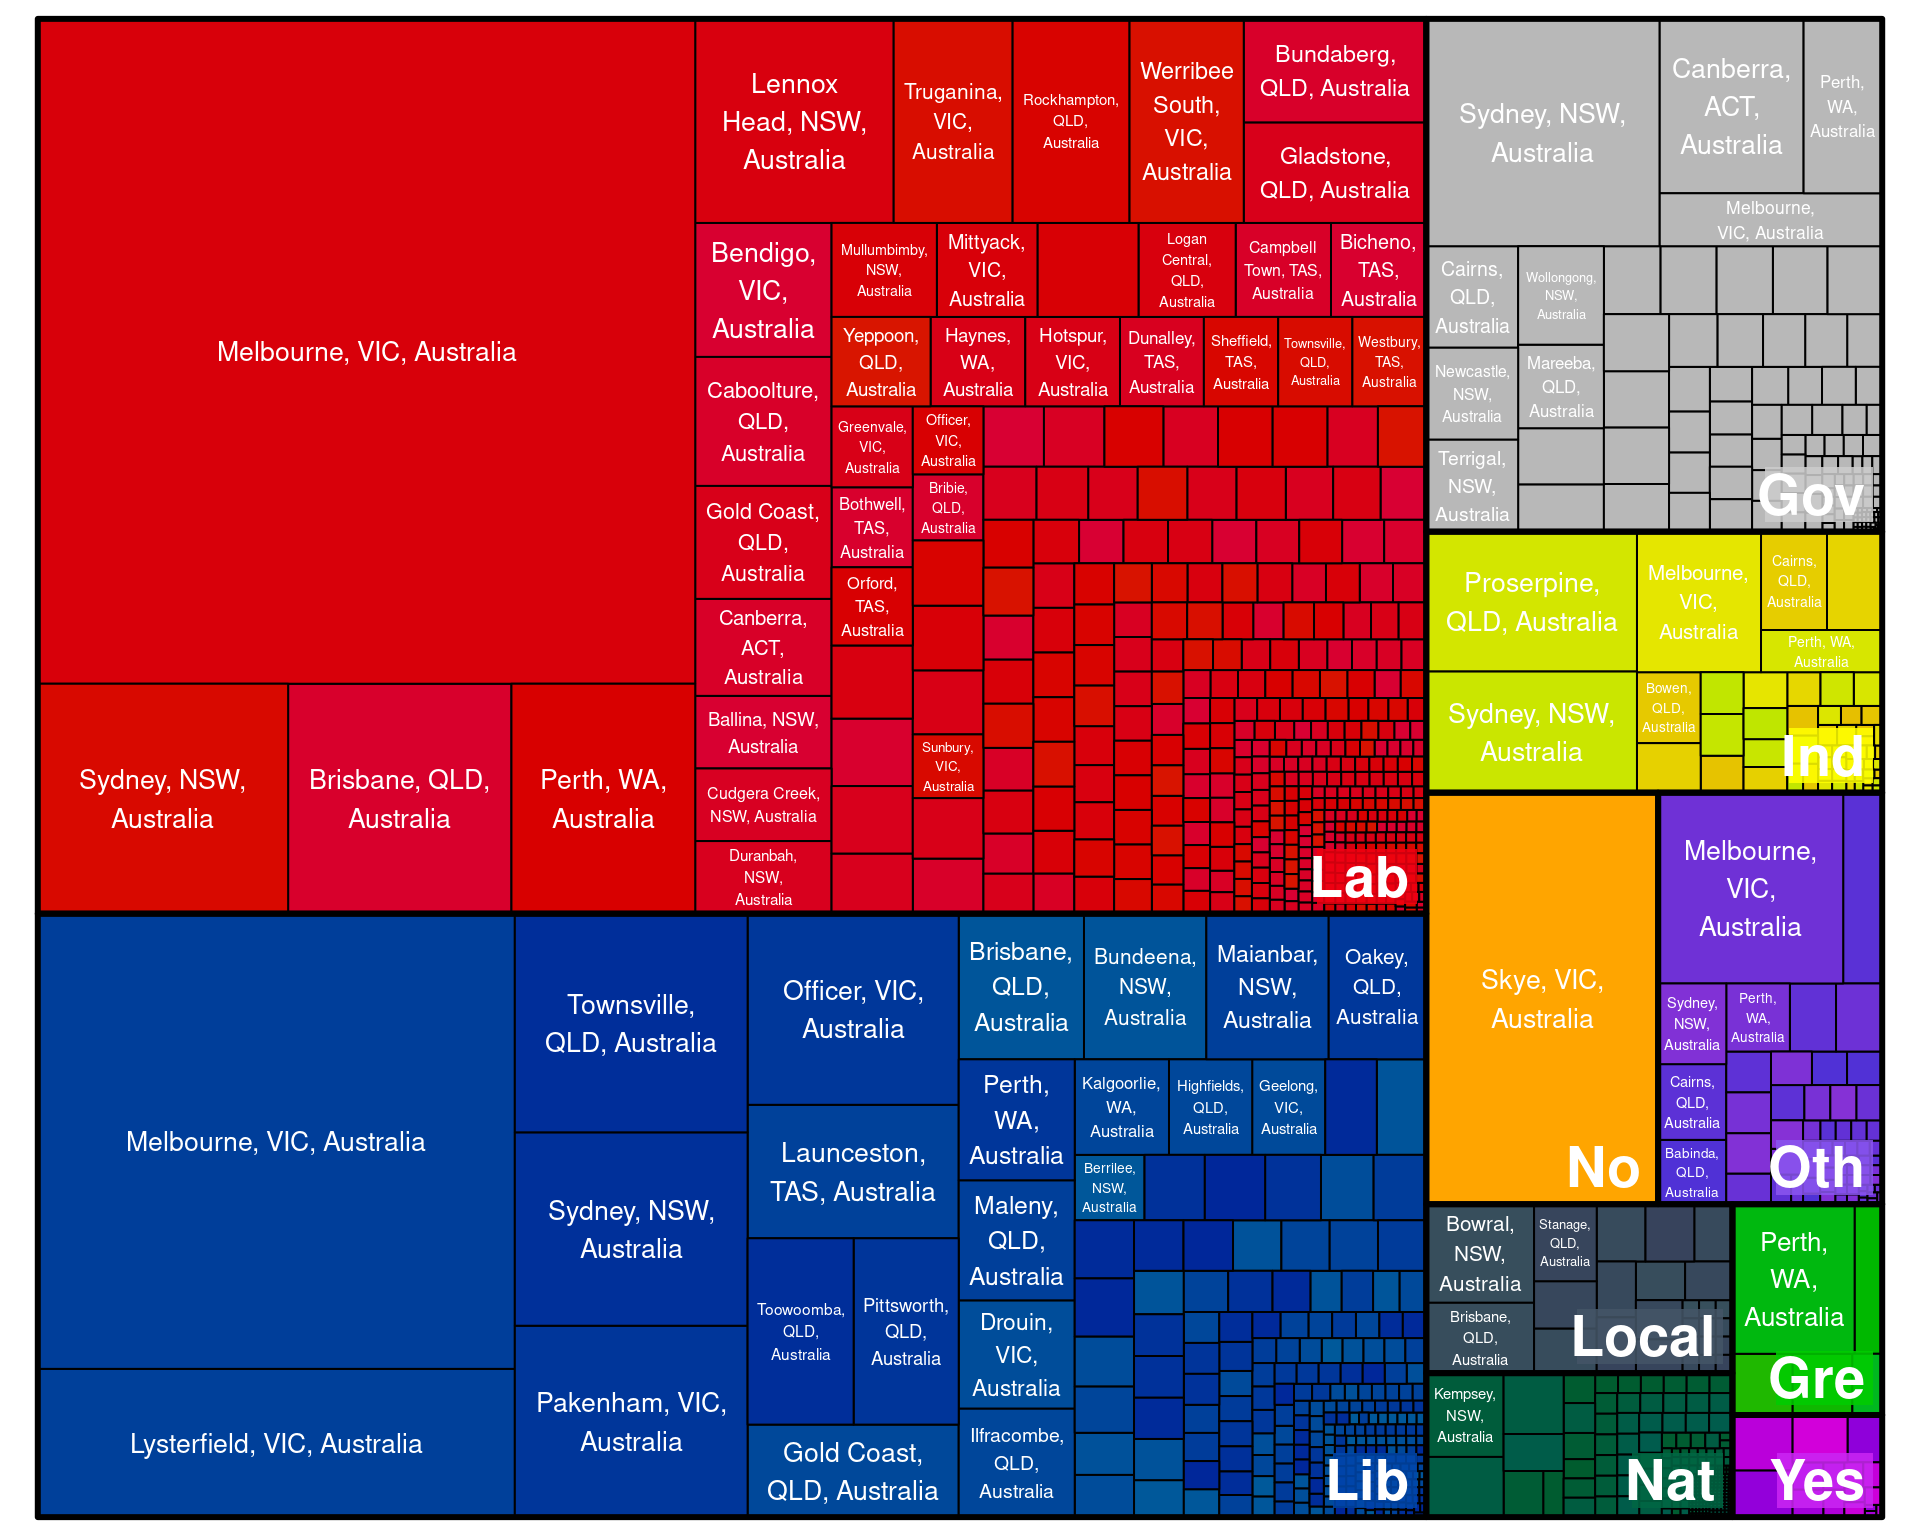 Melbourne, VIC, Australia
Sydney, NSW,
Australia
Brisbane, QLD,
Australia
Perth, WA,
Australia
Lennox
Head, NSW,
Australia
Truganina,
VIC,
Australia
Rockhampton,
QLD,
Australia
Werribee
South,
VIC,
Australia
Bundaberg,
QLD, Australia
Gladstone,
QLD, Australia
Bendigo,
VIC,
Australia
Caboolture,
QLD,
Australia
Gold Coast,
QLD,
Australia
Canberra,
ACT,
Australia
Ballina, NSW,
Australia
Cudgera Creek,
NSW, Australia
Duranbah,
NSW,
Australia
Mullumbimby,
NSW,
Australia
Mittyack,
VIC,
Australia
Logan
Central,
QLD,
Australia
Campbell
Town, TAS,
Australia
Bicheno,
TAS,
Australia
Yeppoon,
QLD,
Australia
Haynes,
WA,
Australia
Hotspur,
VIC,
Australia
Dunalley,
TAS,
Australia
Sheffield,
TAS,
Australia
Townsville,
QLD,
Australia
Westbury,
TAS,
Australia
Greenvale,
VIC,
Australia
Bothwell,
TAS,
Australia
Orford,
TAS,
Australia
Officer,
VIC,
Australia
Bribie,
QLD,
Australia
Sunbury,
VIC,
Australia
Lab
Melbourne, VIC, Australia
Lysterfield, VIC, Australia
Townsville,
QLD, Australia
Sydney, NSW,
Australia
Pakenham, VIC,
Australia
Officer, VIC,
Australia
Launceston,
TAS, Australia
Toowoomba,
QLD,
Australia
Pittsworth,
QLD,
Australia
Gold Coast,
QLD, Australia
Brisbane,
QLD,
Australia
Bundeena,
NSW,
Australia
Maianbar,
NSW,
Australia
Oakey,
QLD,
Australia
Perth,
WA,
Australia
Maleny,
QLD,
Australia
Drouin,
VIC,
Australia
Ilfracombe,
QLD,
Australia
Kalgoorlie,
WA,
Australia
Highfields,
QLD,
Australia
Geelong,
VIC,
Australia
Berrilee,
NSW,
Australia
Lib
Sydney, NSW,
Australia
Canberra,
ACT,
Australia
Perth,
WA,
Australia
Melbourne,
VIC, Australia
Cairns,
QLD,
Australia
Newcastle,
NSW,
Australia
Terrigal,
NSW,
Australia
Wollongong,
NSW,
Australia
Mareeba,
QLD,
Australia
Gov
Proserpine,
QLD, Australia
Sydney, NSW,
Australia
Melbourne,
VIC,
Australia
Cairns,
QLD,
Australia
Perth, WA,
Australia
Bowen,
QLD,
Australia
Ind
Skye, VIC,
Australia
No
Melbourne,
VIC,
Australia
Sydney,
NSW,
Australia
Perth,
WA,
Australia
Cairns,
QLD,
Australia
Babinda,
QLD,
Australia
Oth
Bowral,
NSW,
Australia
Brisbane,
QLD,
Australia
Stanage,
QLD,
Australia
Local
Perth,
WA,
Australia
Gre
Kempsey,
NSW,
Australia
Nat
Yes